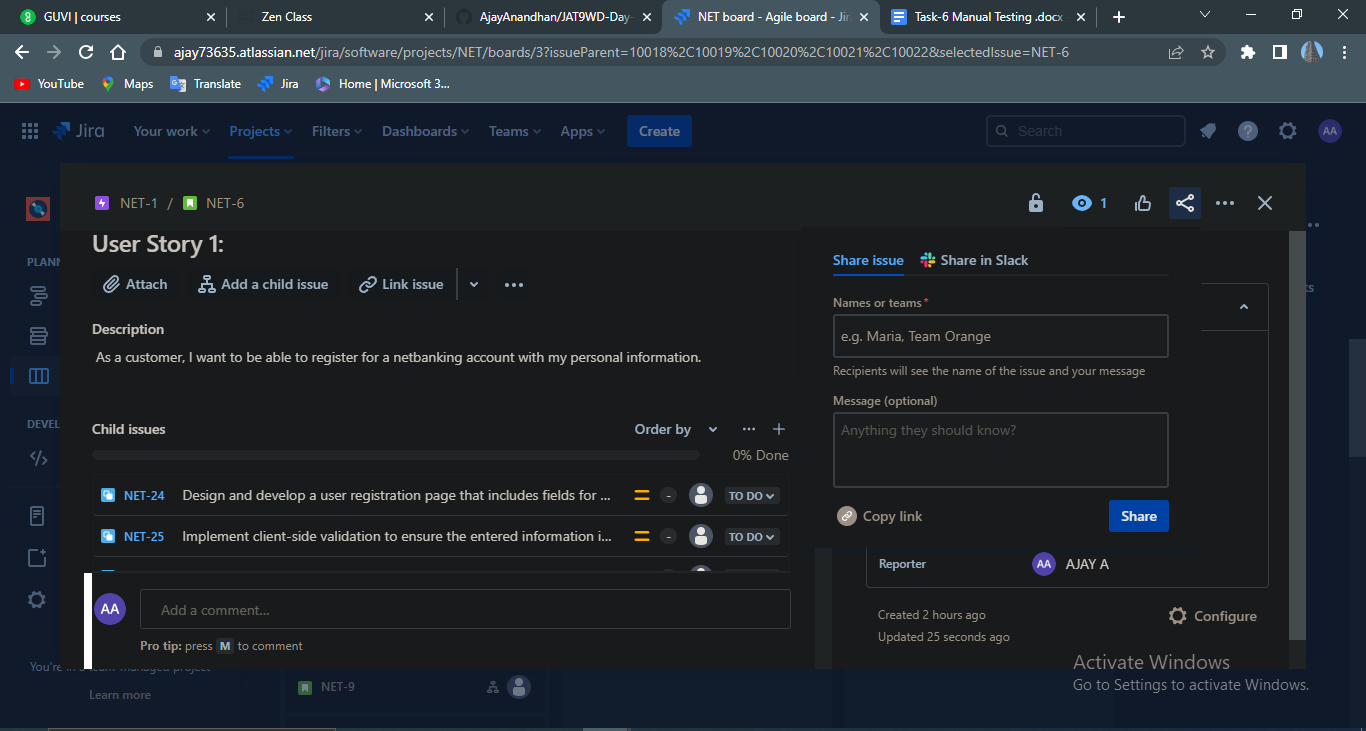 GUVI | courses
Zen Class
AjayAnandhan/JAT9WD-Day-
NET board - Agile board - Jir
Task-6 Manual Testing .docx -
ajay73635.atlassian.net/jira/software/projects/NET/boards/3?issueParent=10018%2C10019%2C10020%2C10021%2C10022&selectedIssue=NET-6
YouTube Maps Translate Jira Home | Microsoft 3...
Jira Your work Projects Filters Dashboards Teams Apps Create Search AA
NET-1 / NET-6 1
User Story 1:
Attach Add a child issue Link issue
Description
As a customer, I want to be able to register for a netbanking account with my personal information.
Child issues Order by
0% Done
NET-24 Design and develop a user registration page that includes fields for ... - TO DO
NET-25 Implement client-side validation to ensure the entered information i... - TO DO
AA Add a comment...
Pro tip: press M to comment
Share issue Share in Slack
Names or teams*
e.g. Maria, Team Orange
Recipients will see the name of the issue and your message
Message (optional)
Anything they should know?
Copy link Share
Reporter AA AJAY A
Created 2 hours ago Configure
Updated 25 seconds ago
PLANN
DEVEL
You're in a team-managed project
Learn more
NET-9
Activate Windows
Go to Settings to activate Windows.